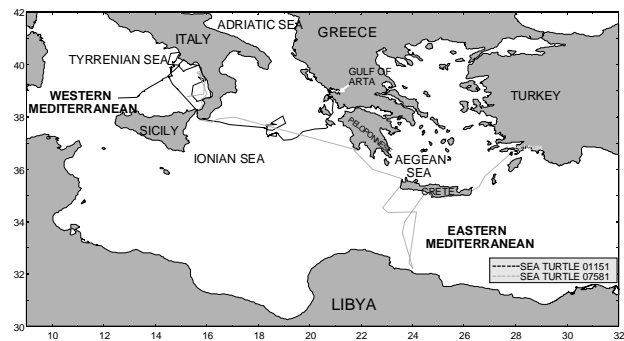 42
ADRIATIC SEA
ITALY
GREECE
TYRRENIAN SEA
40
GULF OF
ARTA
WESTERN
MEDITERRANEAN
TURKEY
38
SICILY
PELOPONNESE
IONIAN SEA
AEGEAN
SEA
36
CRETE
34
EASTERN
MEDITERRANEAN
32
SEA TURTLE 01151
SEA TURTLE 07581
LIBYA
30
10 12 14 16 18 20 22 24 26 28 30 32